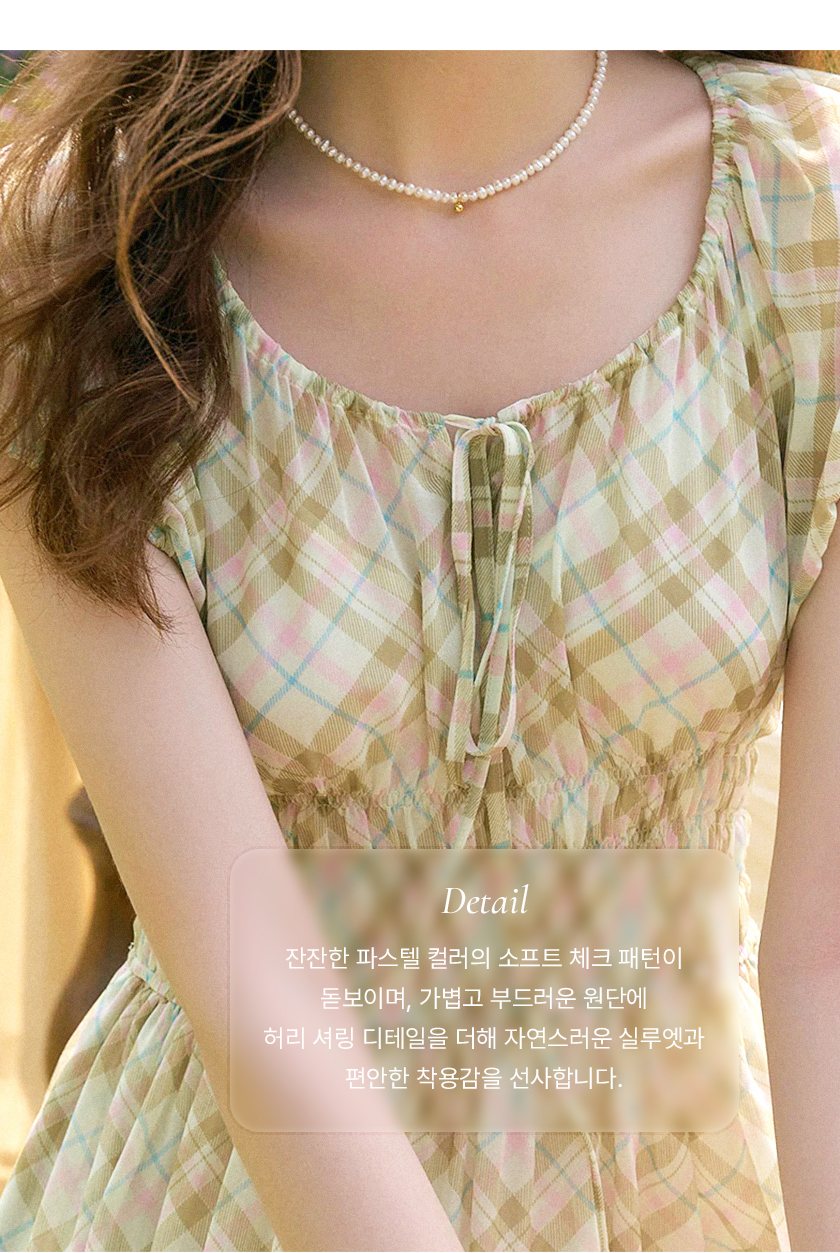 Detail
잔잔한 파스텔 컬러의 소프트 체크 패턴이
돋보이며, 가볍고 부드러운 원단에
허리 셔링 디테일을 더해 자연스러운 실루엣과
편안한 착용감을 선사합니다.